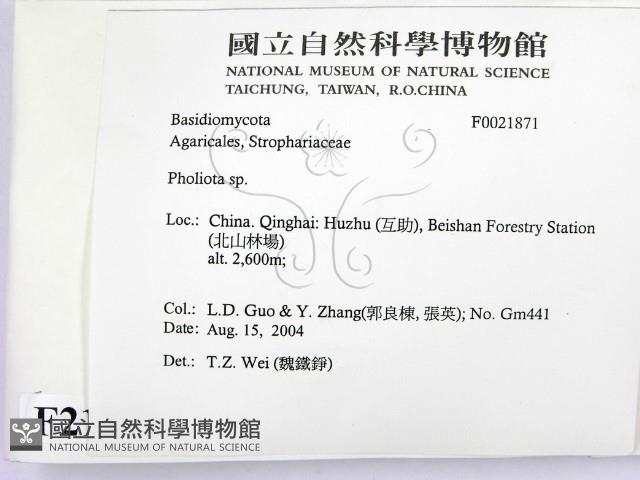 國立自然科學博物館
NATIONAL MUSEUM OF NATURAL SCIENCE
TAICHUNG, TAIWAN, R.O.CHINA
Basidiomycota F0021871
Agaricales, Strophariaceae
Pholiota sp.
Loc.: China. Qinghai: Huzhu (互助), Beishan Forestry Station
(北山林場)
alt. 2,600m;
Col.: L.D. Guo & Y. Zhang(郭良棟, 張英); No. Gm441
Date: Aug. 15, 2004
Det.: T.Z. Wei (魏鐵錚)
國立自然科學博物館
NATIONAL MUSEUM OF NATURAL SCIENCE